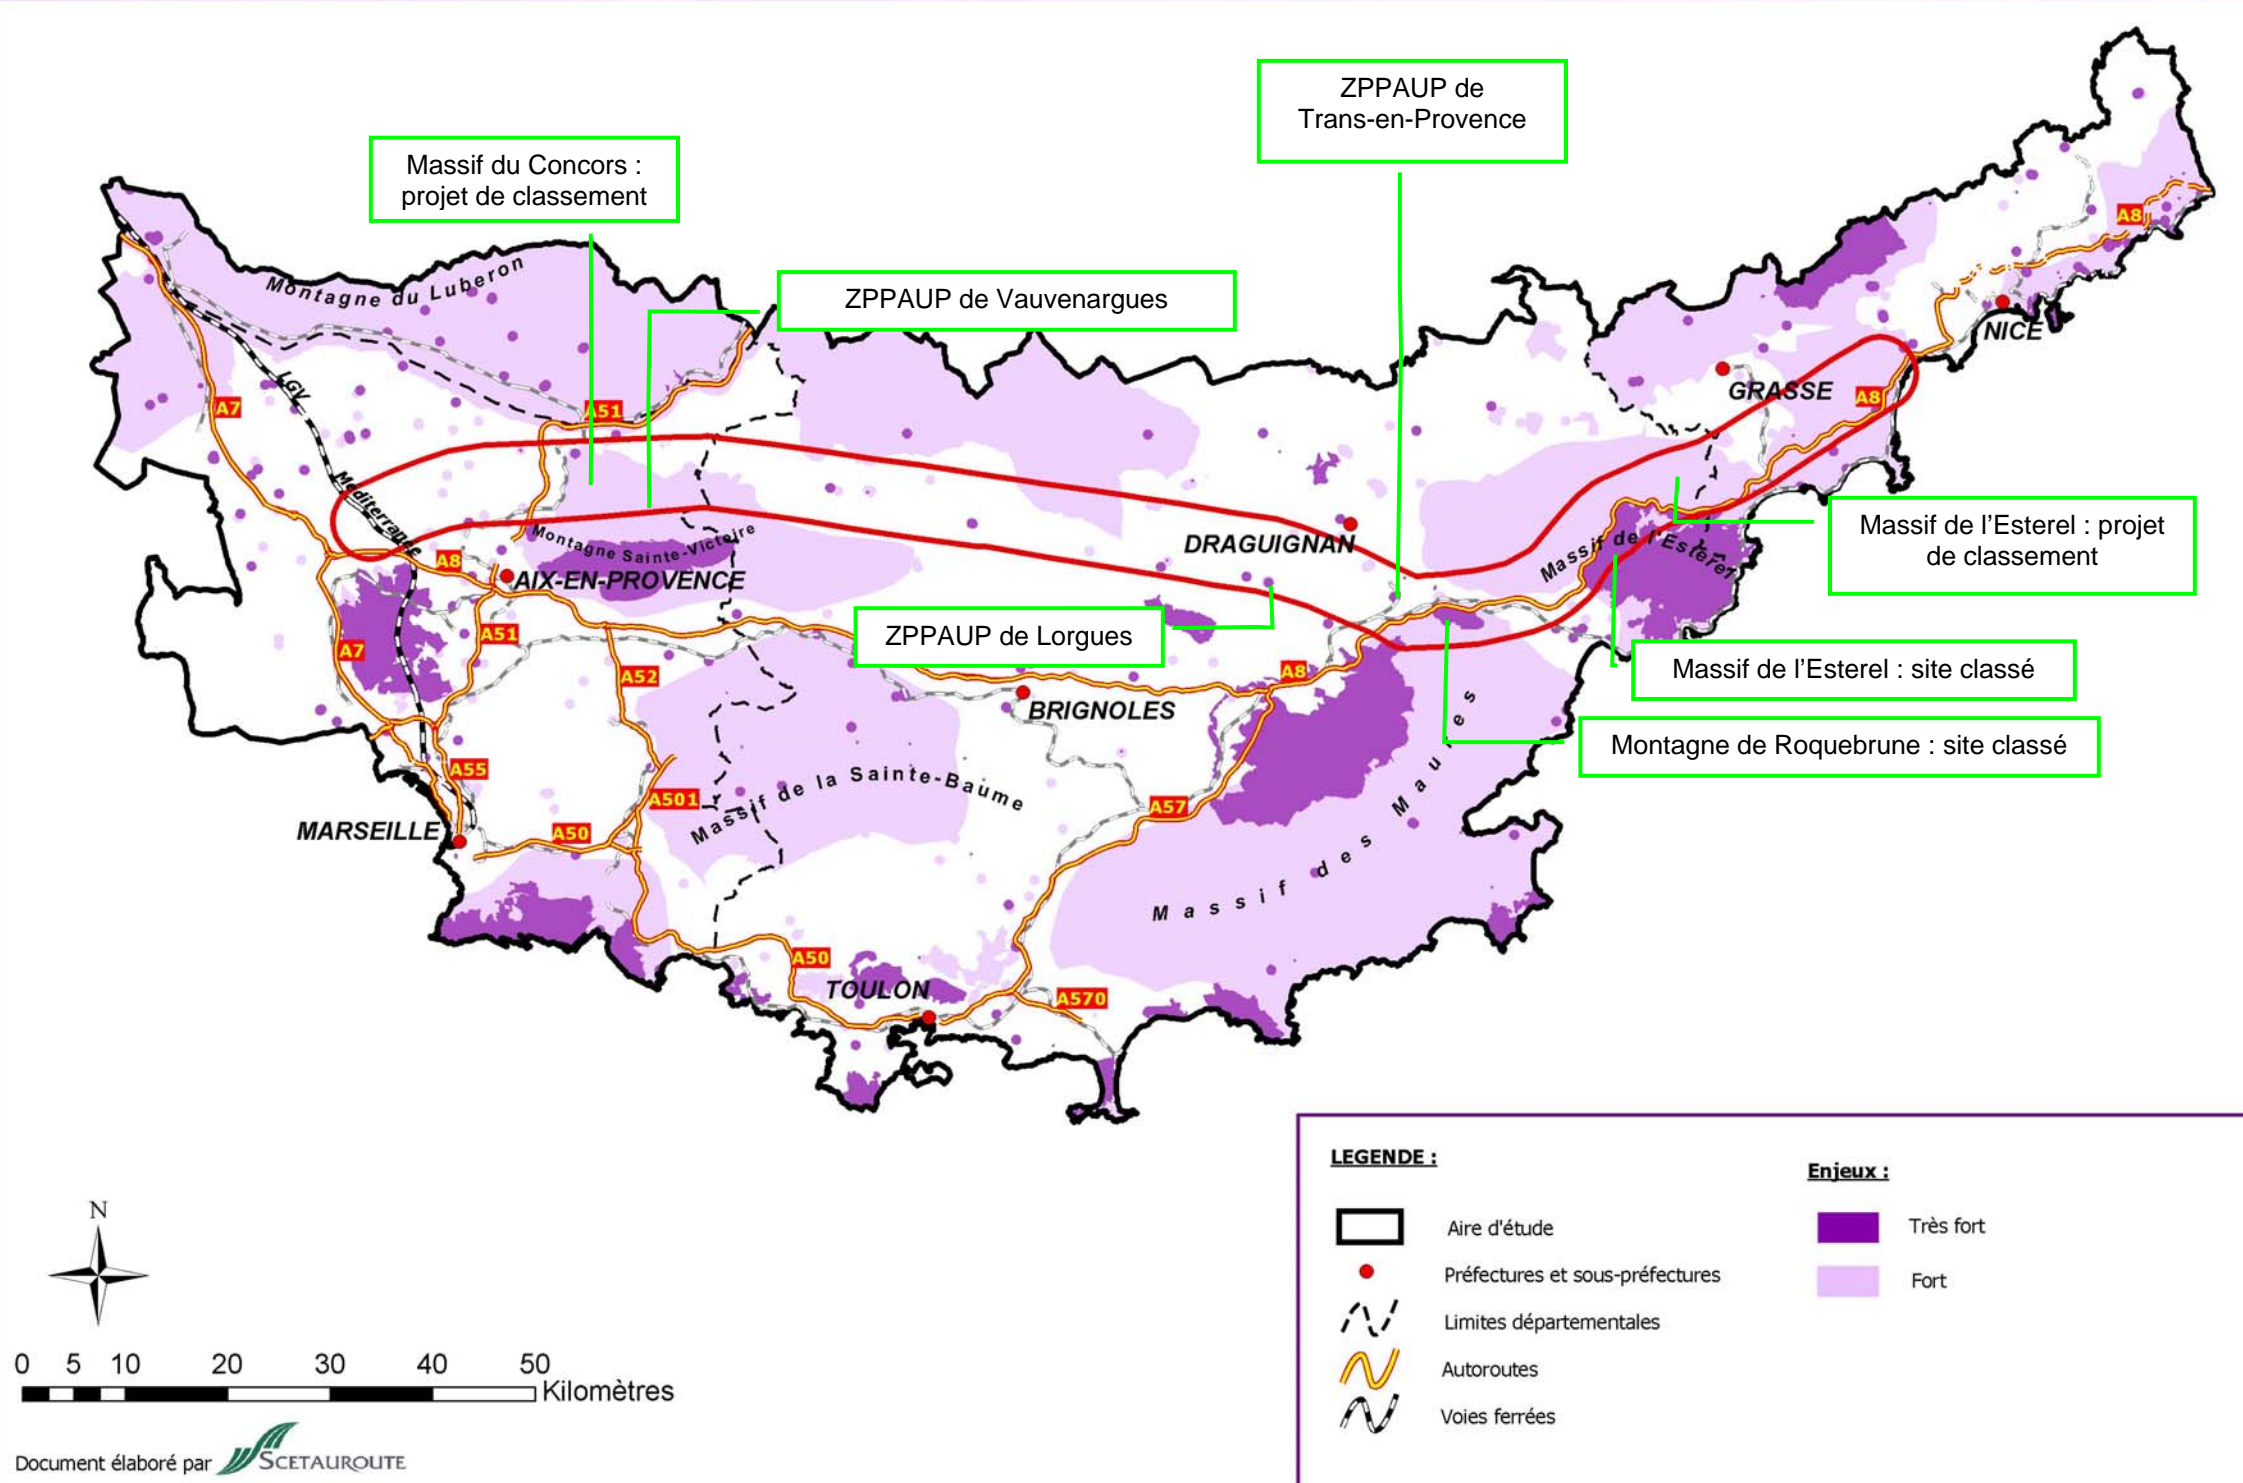 ZPPAUP de
Trans-en-Provence
Massif du Concors :
projet de classement
A8
Montagne du Luberon
ZPPAUP de Vauvenargues
NICE
LGV
A7
A51
GRASSE
A8
Méditerranée
Massif de l'Esterel : projet
de classement
Montagne Sainte-Victoire
DRAGUIGNAN
Massif de l'Esterel
A8
AIX-EN-PROVENCE
ZPPAUP de Lorgues
A51
A7
A52
A8
Massif de l'Esterel : site classé
BRIGNOLES
Montagne de Roquebrune : site classé
A55
A501
Massif de la Sainte-Baume
A57
MARSEILLE
A50
Massif des Maures
A50
TOULON
A570
LEGENDE :
Enjeux :
Aire d'étude
Très fort
Préfectures et sous-préfectures
Fort
Limites départementales
Autoroutes
Voies ferrées
N
0 5 10 20 30 40 50
Kilomètres
Document élaboré par SCETAUROUTE